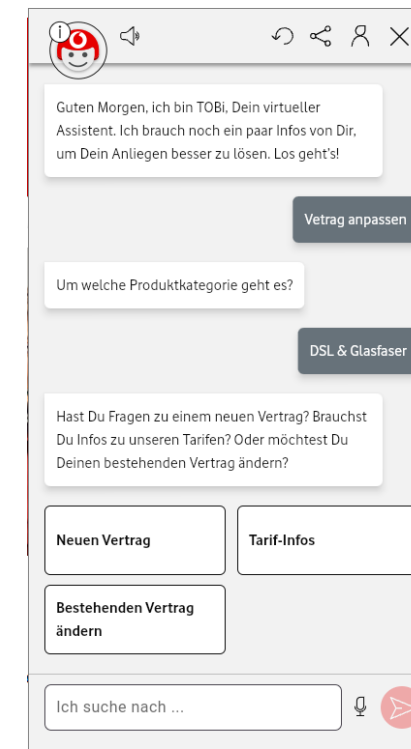 Guten Morgen, ich bin TOBi, Dein virtueller
Assistent. Ich brauch noch ein paar Infos von Dir,
um Dein Anliegen besser zu lösen. Los geht's!
Vetrag anpassen
Um welche Produktkategorie geht es?
DSL & Glasfaser
Hast Du Fragen zu einem neuen Vertrag? Brauchst
Du Infos zu unseren Tarifen? Oder möchtest Du
Deinen bestehenden Vertrag ändern?
Neuen Vertrag
Tarif-Infos
Bestehenden Vertrag
ändern
Ich suche nach ...